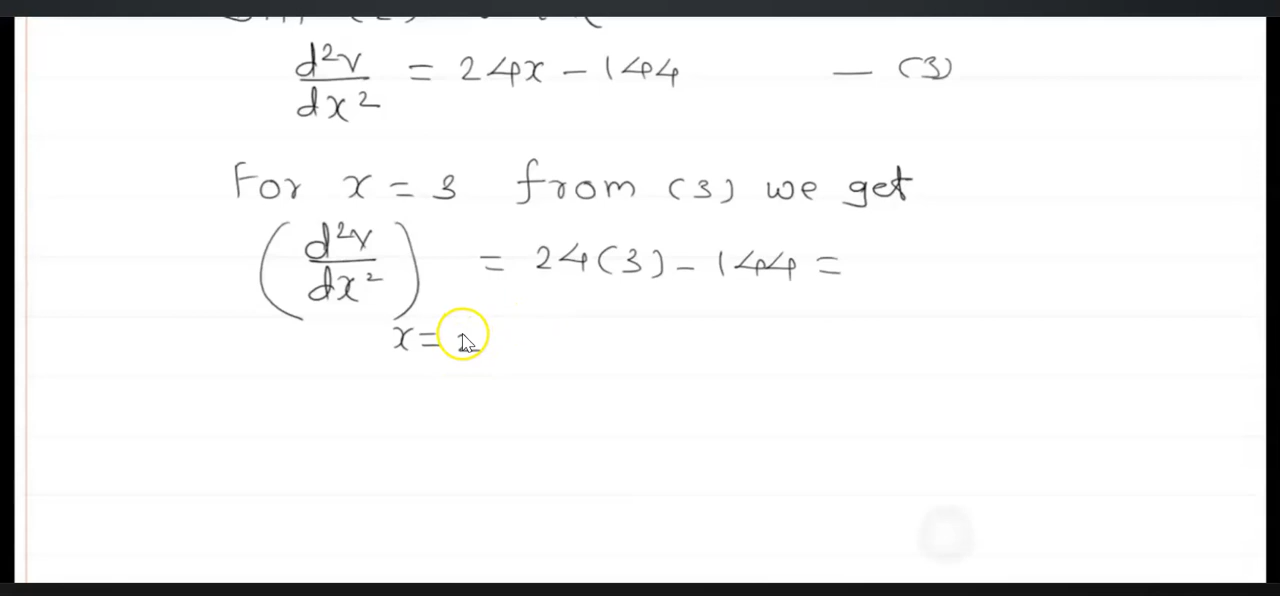 d²v/dx² = 24x - 144 — (3)
For x = 3 from (3) we get
(d²v/dx²) = 24(3) - 144 =
x =